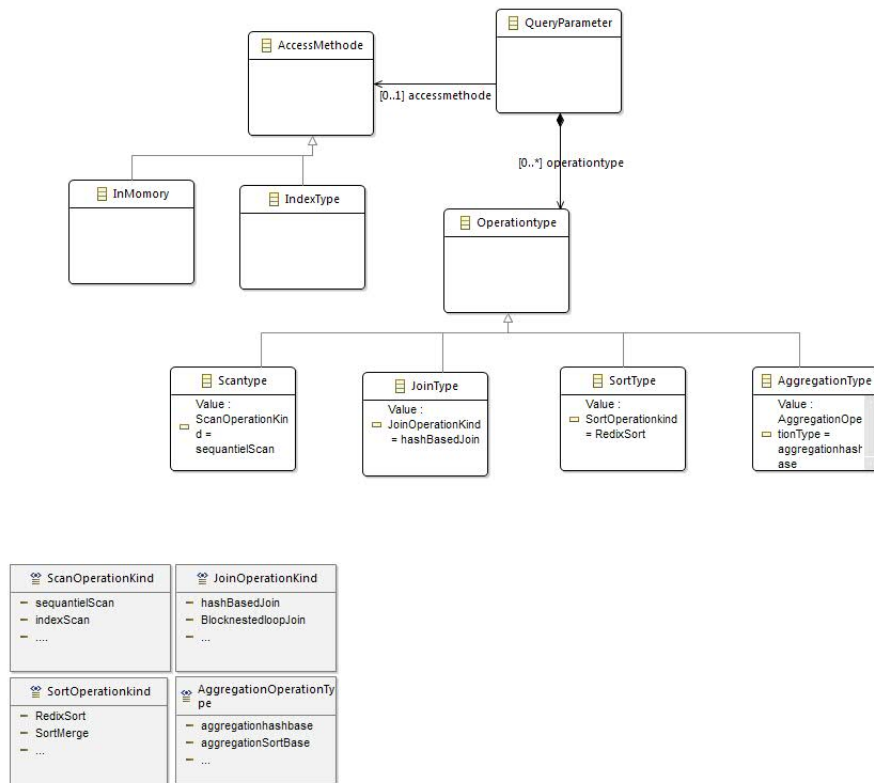 QueryParameter
AccessMethode
[0..1] accessmethode
[0..*] operationtype
InMomory
IndexType
Operationtype
Scantype
Value :
ScanOperationKin
d =
sequantielScan
JoinType
Value :
JoinOperationKind
= hashBasedJoin
SortType
Value :
SortOperationkind
= RedixSort
AggregationType
Value :
AggregationOpe
tionType =
aggregationhash
ase
ScanOperationKind
sequantielScan
indexScan
....
JoinOperationKind
hashBasedJoin
BlocknestedloopJoin
...
SortOperationkind
RedixSort
SortMerge
...
AggregationOperationTy
pe
aggregationhashbase
aggregationSortBase
...